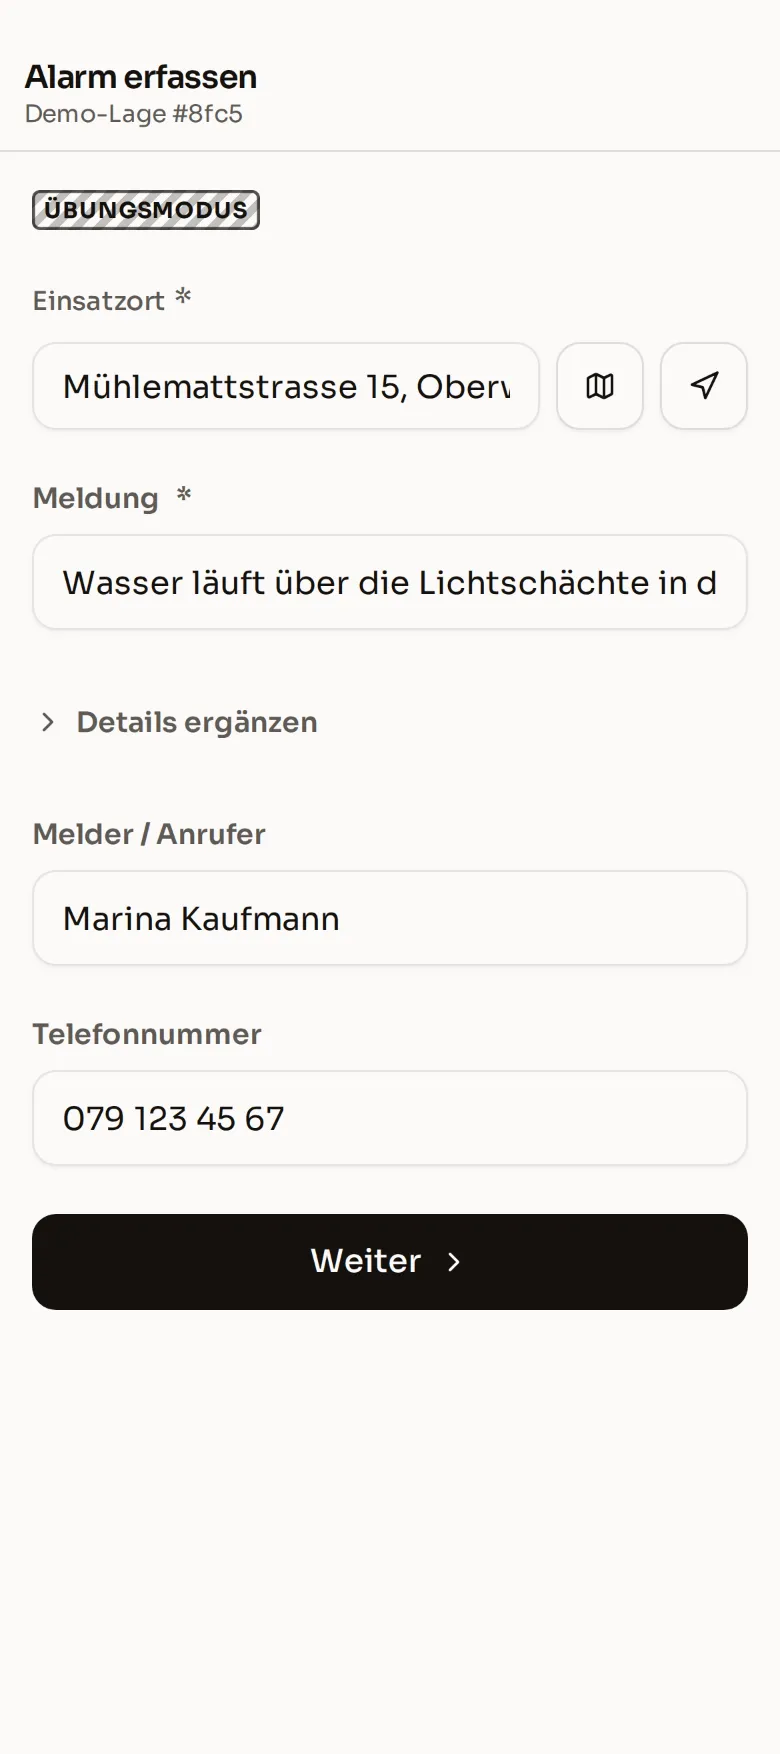 Alarm erfassen
Demo-Lage #8fc5
ÜBUNGSMODUS
Einsatzort *
Mühlemattstrasse 15, Ober
Meldung *
Wasser läuft über die Lichtschächte in d
Details ergänzen
Melder / Anrufer
Marina Kaufmann
Telefonnummer
079 123 45 67
Weiter